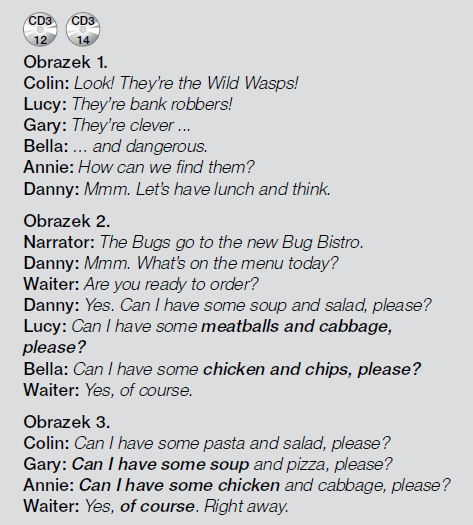 CD3 CD3
12 14
Obrazek 1.
Colin: Look! They're the Wild Wasps!
Lucy: They're bank robbers!
Gary: They're clever ...
Bella: ... and dangerous.
Annie: How can we find them?
Danny: Mmm. Let's have lunch and think.
Obrazek 2.
Narrator: The Bugs go to the new Bug Bistro.
Danny: Mmm. What's on the menu today?
Waiter: Are you ready to order?
Danny: Yes. Can I have some soup and salad, please?
Lucy: Can I have some meatballs and cabbage,
please?
Bella: Can I have some chicken and chips, please?
Waiter: Yes, of course.
Obrazek 3.
Colin: Can I have some pasta and salad, please?
Gary: Can I have some soup and pizza, please?
Annie: Can I have some chicken and cabbage, please?
Waiter: Yes, of course. Right away.